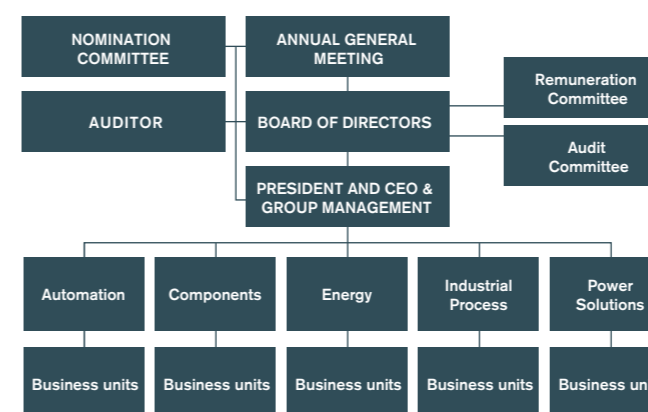 NOMINATION
COMMITTEE
ANNUAL GENERAL
MEETING
Remuneration
Committee
AUDITOR
BOARD OF DIRECTORS
Audit
Committee
PRESIDENT AND CEO &
GROUP MANAGEMENT
Automation
Components
Energy
Industrial
Process
Power
Solutions
Business units
Business units
Business units
Business units
Business un